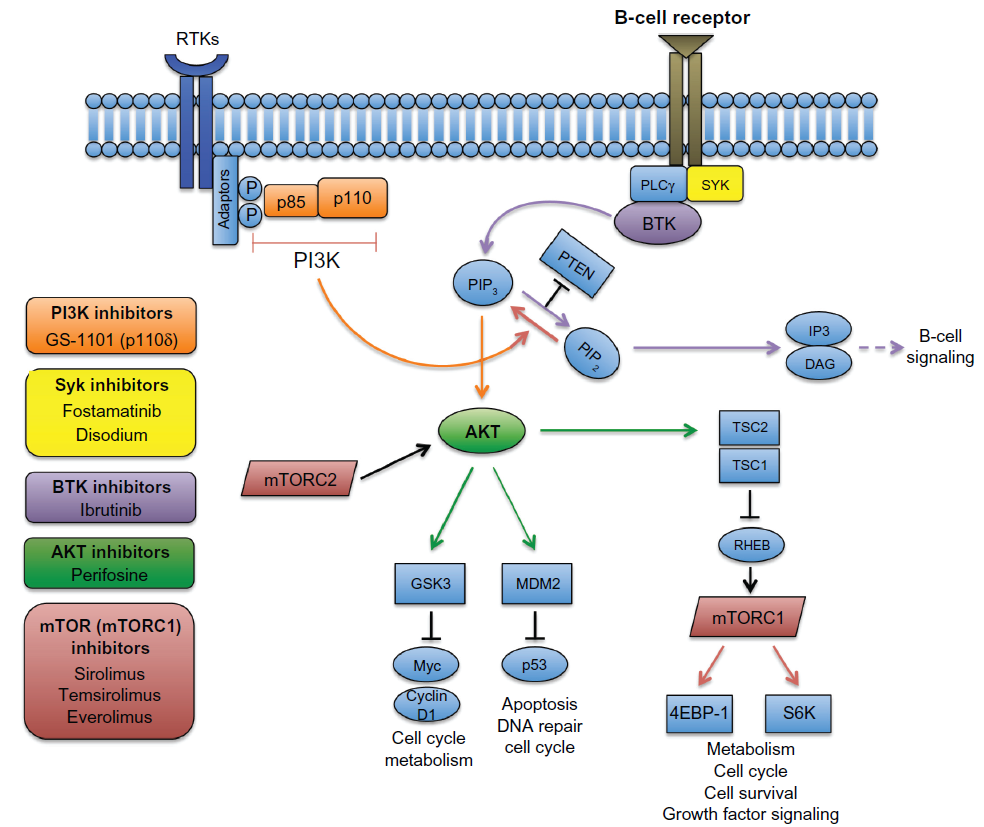 B-cell receptor
RTKs
Adaptors
P
P
p85
p110
PI3K
PLCγ
SYK
BTK
PTEN
PIP3
PIP2
IP3
DAG
B-cell
signaling
PI3K inhibitors
GS-1101 (p110δ)
Syk inhibitors
Fostamatinib
Disodium
BTK inhibitors
Ibrutinib
AKT inhibitors
Perifosine
mTOR (mTORC1)
inhibitors
Sirolimus
Temsirolimus
Everolimus
AKT
mTORC2
TSC2
TSC1
RHEB
mTORC1
GSK3
MDM2
Myc
Cyclin
D1
p53
Cell cycle
metabolism
Apoptosis
DNA repair
cell cycle
4EBP-1
S6K
Metabolism
Cell cycle
Cell survival
Growth factor signaling